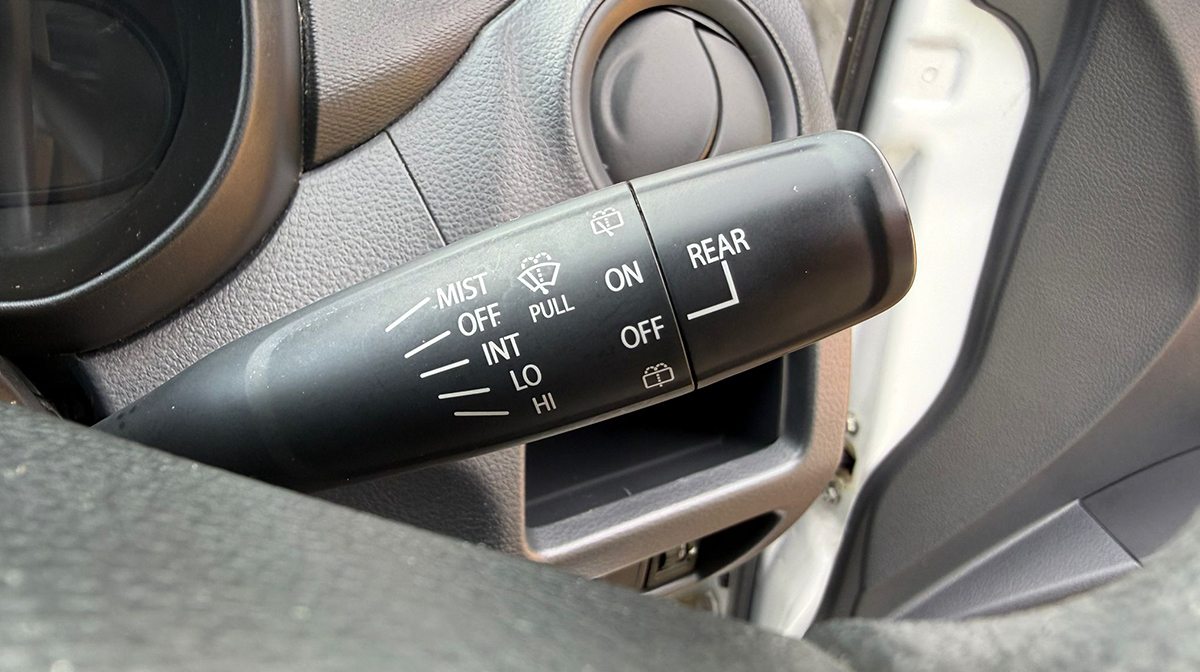 MIST
OFF
INT
LO
HI
PULL
ON
OFF
REAR